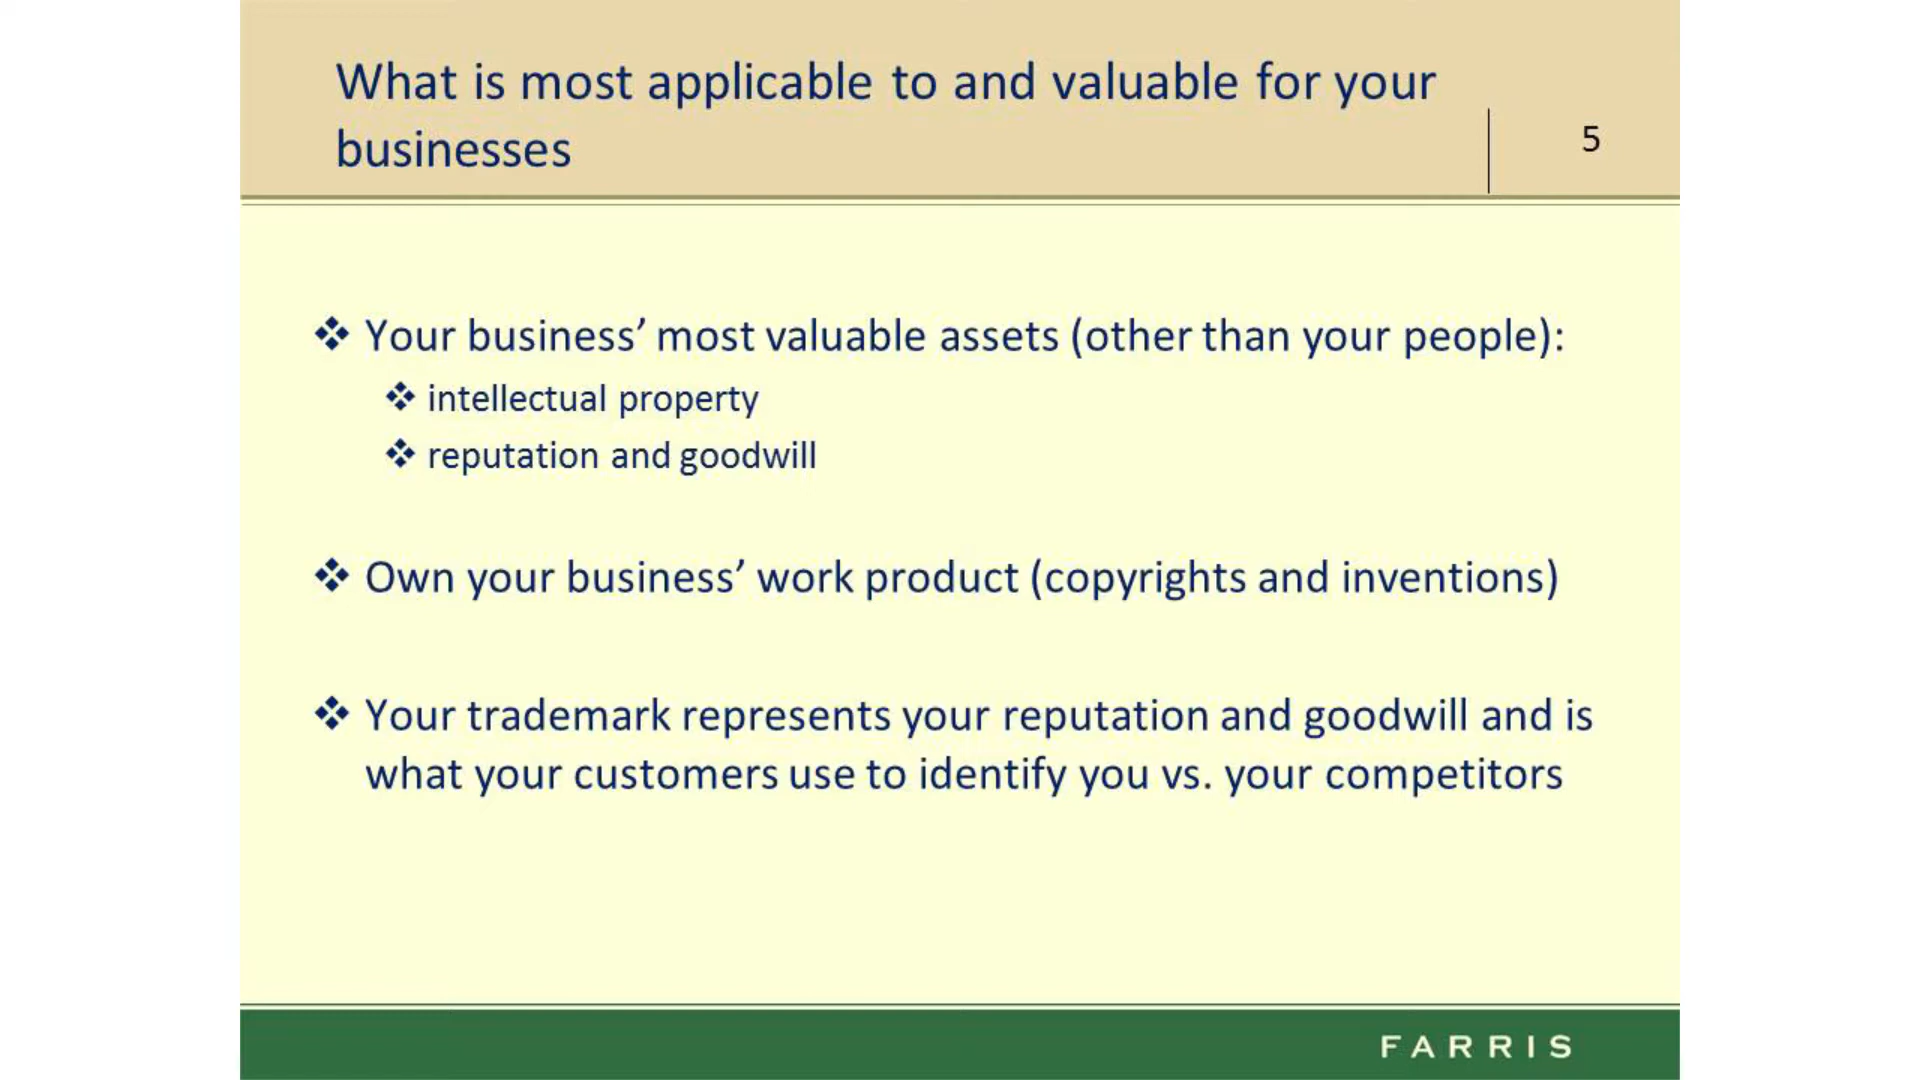 What is most applicable to and valuable for your
businesses
5
❖ Your business’ most valuable assets (other than your people):
❖ intellectual property
❖ reputation and goodwill
❖ Own your business’ work product (copyrights and inventions)
❖ Your trademark represents your reputation and goodwill and is
what your customers use to identify you vs. your competitors
FARRIS